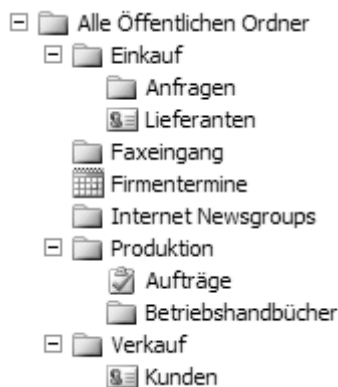 Alle Öffentlichen Ordner
Einkauf
Anfragen
Lieferanten
Faxeingang
Firmentermine
Internet Newsgroups
Produktion
Aufträge
Betriebshandbücher
Verkauf
Kunden